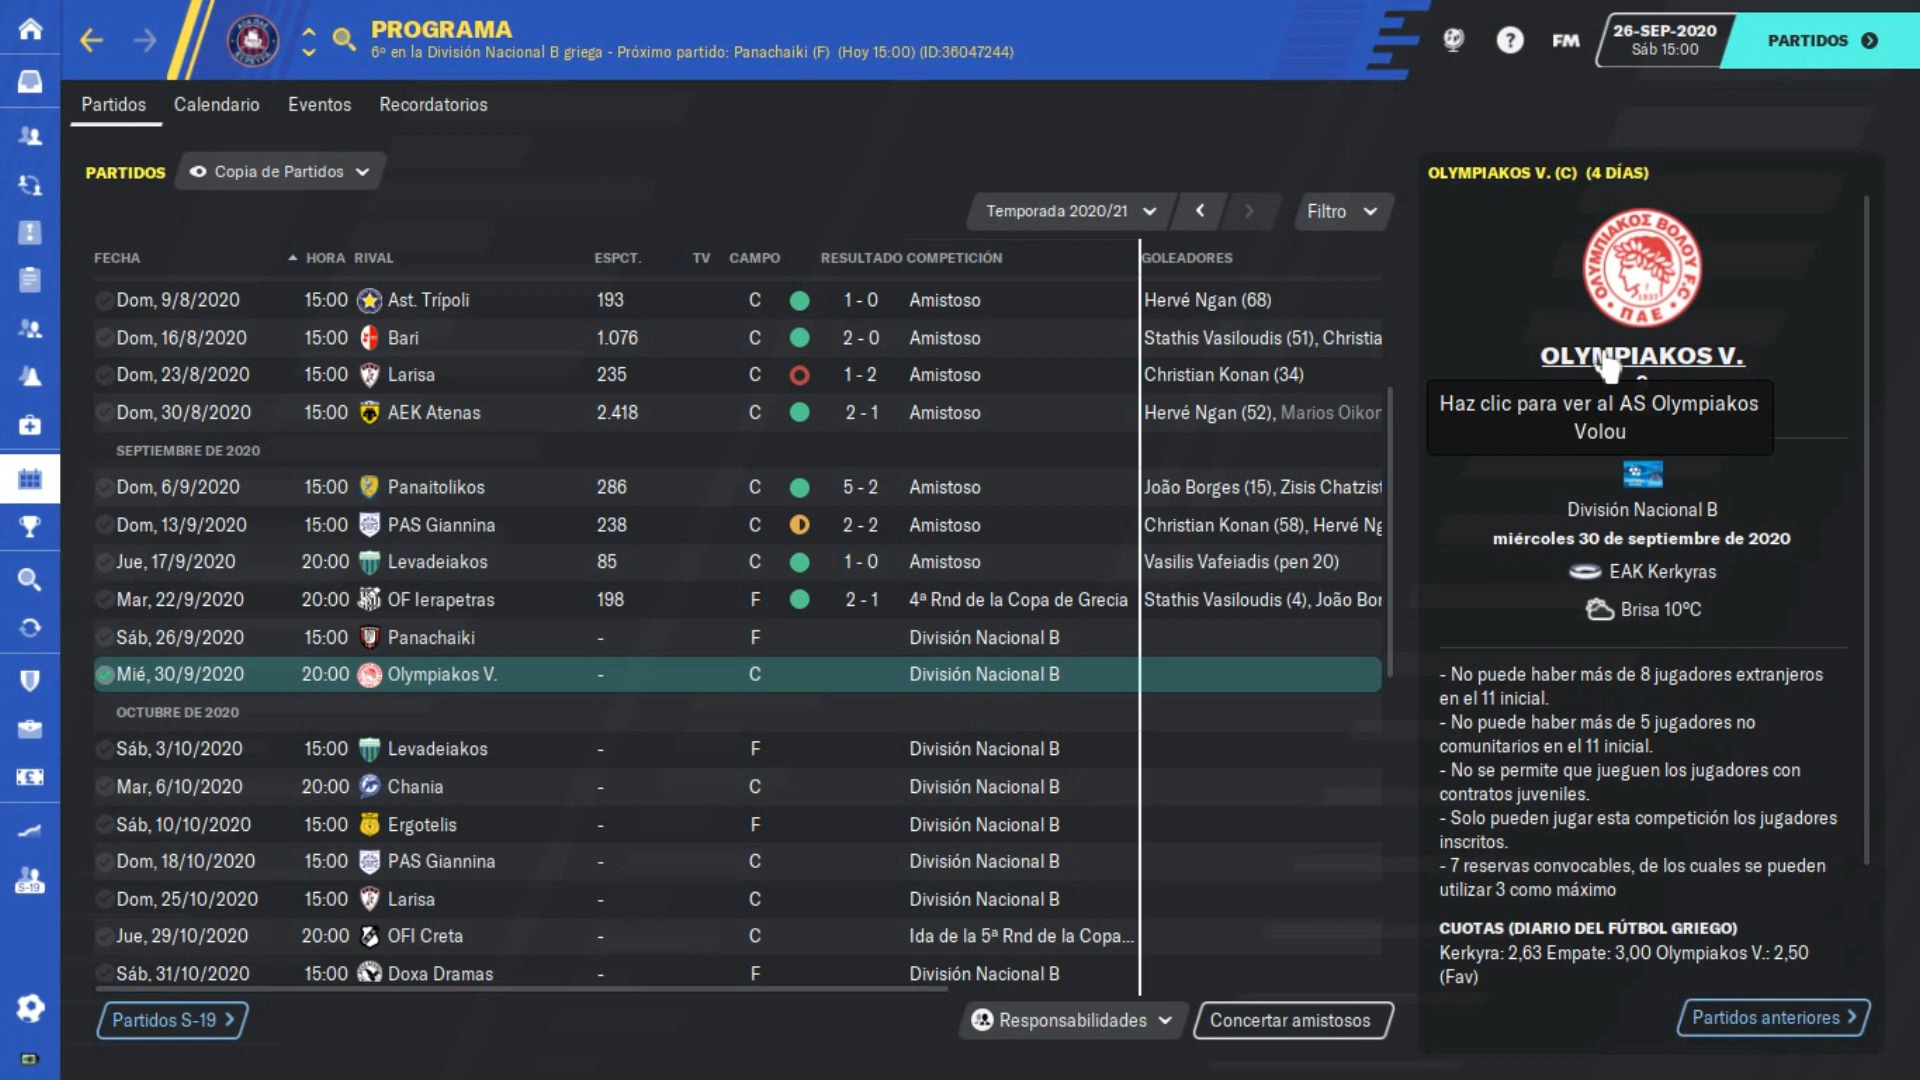 PROGRAMA
6º en la División Nacional B griega - Próximo partido: Panachaiki (F) (Hoy 15:00) (ID:36047244)
FM
26-SEP-2020
Sáb 15:00
PARTIDOS
Partidos Calendario Eventos Recordatorios
PARTIDOS Copia de Partidos
Temporada 2020/21 Filtro
FECHA HORA RIVAL ESPCT. TV CAMPO RESULTADO COMPETICIÓN GOLEADORES
Dom, 9/8/2020 15:00 Ast. Trípoli 193 C 1 - 0 Amistoso Hervé Ngan (68)
Dom, 16/8/2020 15:00 Bari 1.076 C 2 - 0 Amistoso Stathis Vasiloudis (51), Christia
Dom, 23/8/2020 15:00 Larisa 235 C 1 - 2 Amistoso Christian Konan (34)
Dom, 30/8/2020 15:00 AEK Atenas 2.418 C 2 - 1 Amistoso Hervé Ngan (52), Marios Oikor
SEPTIEMBRE DE 2020
Dom, 6/9/2020 15:00 Panaitolikos 286 C 5 - 2 Amistoso João Borges (15), Zisis Chatzist
Dom, 13/9/2020 15:00 PAS Giannina 238 C 2 - 2 Amistoso Christian Konan (58), Hervé Ng
Jue, 17/9/2020 20:00 Levadeiakos 85 C 1 - 0 Amistoso Vasilis Vafeiadis (pen 20)
Mar, 22/9/2020 20:00 OF Ierapetras 198 F 2 - 1 4ª Rnd de la Copa de Grecia Stathis Vasiloudis (4), João Bor
Sáb, 26/9/2020 15:00 Panachaiki - F División Nacional B
Mié, 30/9/2020 20:00 Olympiakos V. - C División Nacional B
OCTUBRE DE 2020
Sáb, 3/10/2020 15:00 Levadeiakos - F División Nacional B
Mar, 6/10/2020 20:00 Chania - C División Nacional B
Sáb, 10/10/2020 15:00 Ergotelis - F División Nacional B
Dom, 18/10/2020 15:00 PAS Giannina - C División Nacional B
Dom, 25/10/2020 15:00 Larisa - C División Nacional B
Jue, 29/10/2020 20:00 OFI Creta - C Ida de la 5ª Rnd de la Copa...
Sáb, 31/10/2020 15:00 Doxa Dramas - F División Nacional B
Partidos S-19
Responsabilidades
Concertar amistosos
S-19
OLYMPIAKOS V. (C) (4 DÍAS)
ΟΛΥΜΠΙΑΚΟΣ ΒΟΛΟΥ F.C
1937
ΠΑΕ
OLYMPIAKOS V.
Haz clic para ver al AS Olympiakos
Volou
División Nacional B
miércoles 30 de septiembre de 2020
EAK Kerkyras
Brisa 10ºC
- No puede haber más de 8 jugadores extranjeros
en el 11 inicial.
- No puede haber más de 5 jugadores no
comunitarios en el 11 inicial.
- No se permite que jueguen los jugadores con
contratos juveniles.
- Solo pueden jugar esta competición los jugadores
inscritos.
- 7 reservas convocables, de los cuales se pueden
utilizar 3 como máximo
CUOTAS (DIARIO DEL FÚTBOL GRIEGO)
Kerkyra: 2,63 Empate: 3,00 Olympiakos V.: 2,50
(Fav)
Partidos anteriores